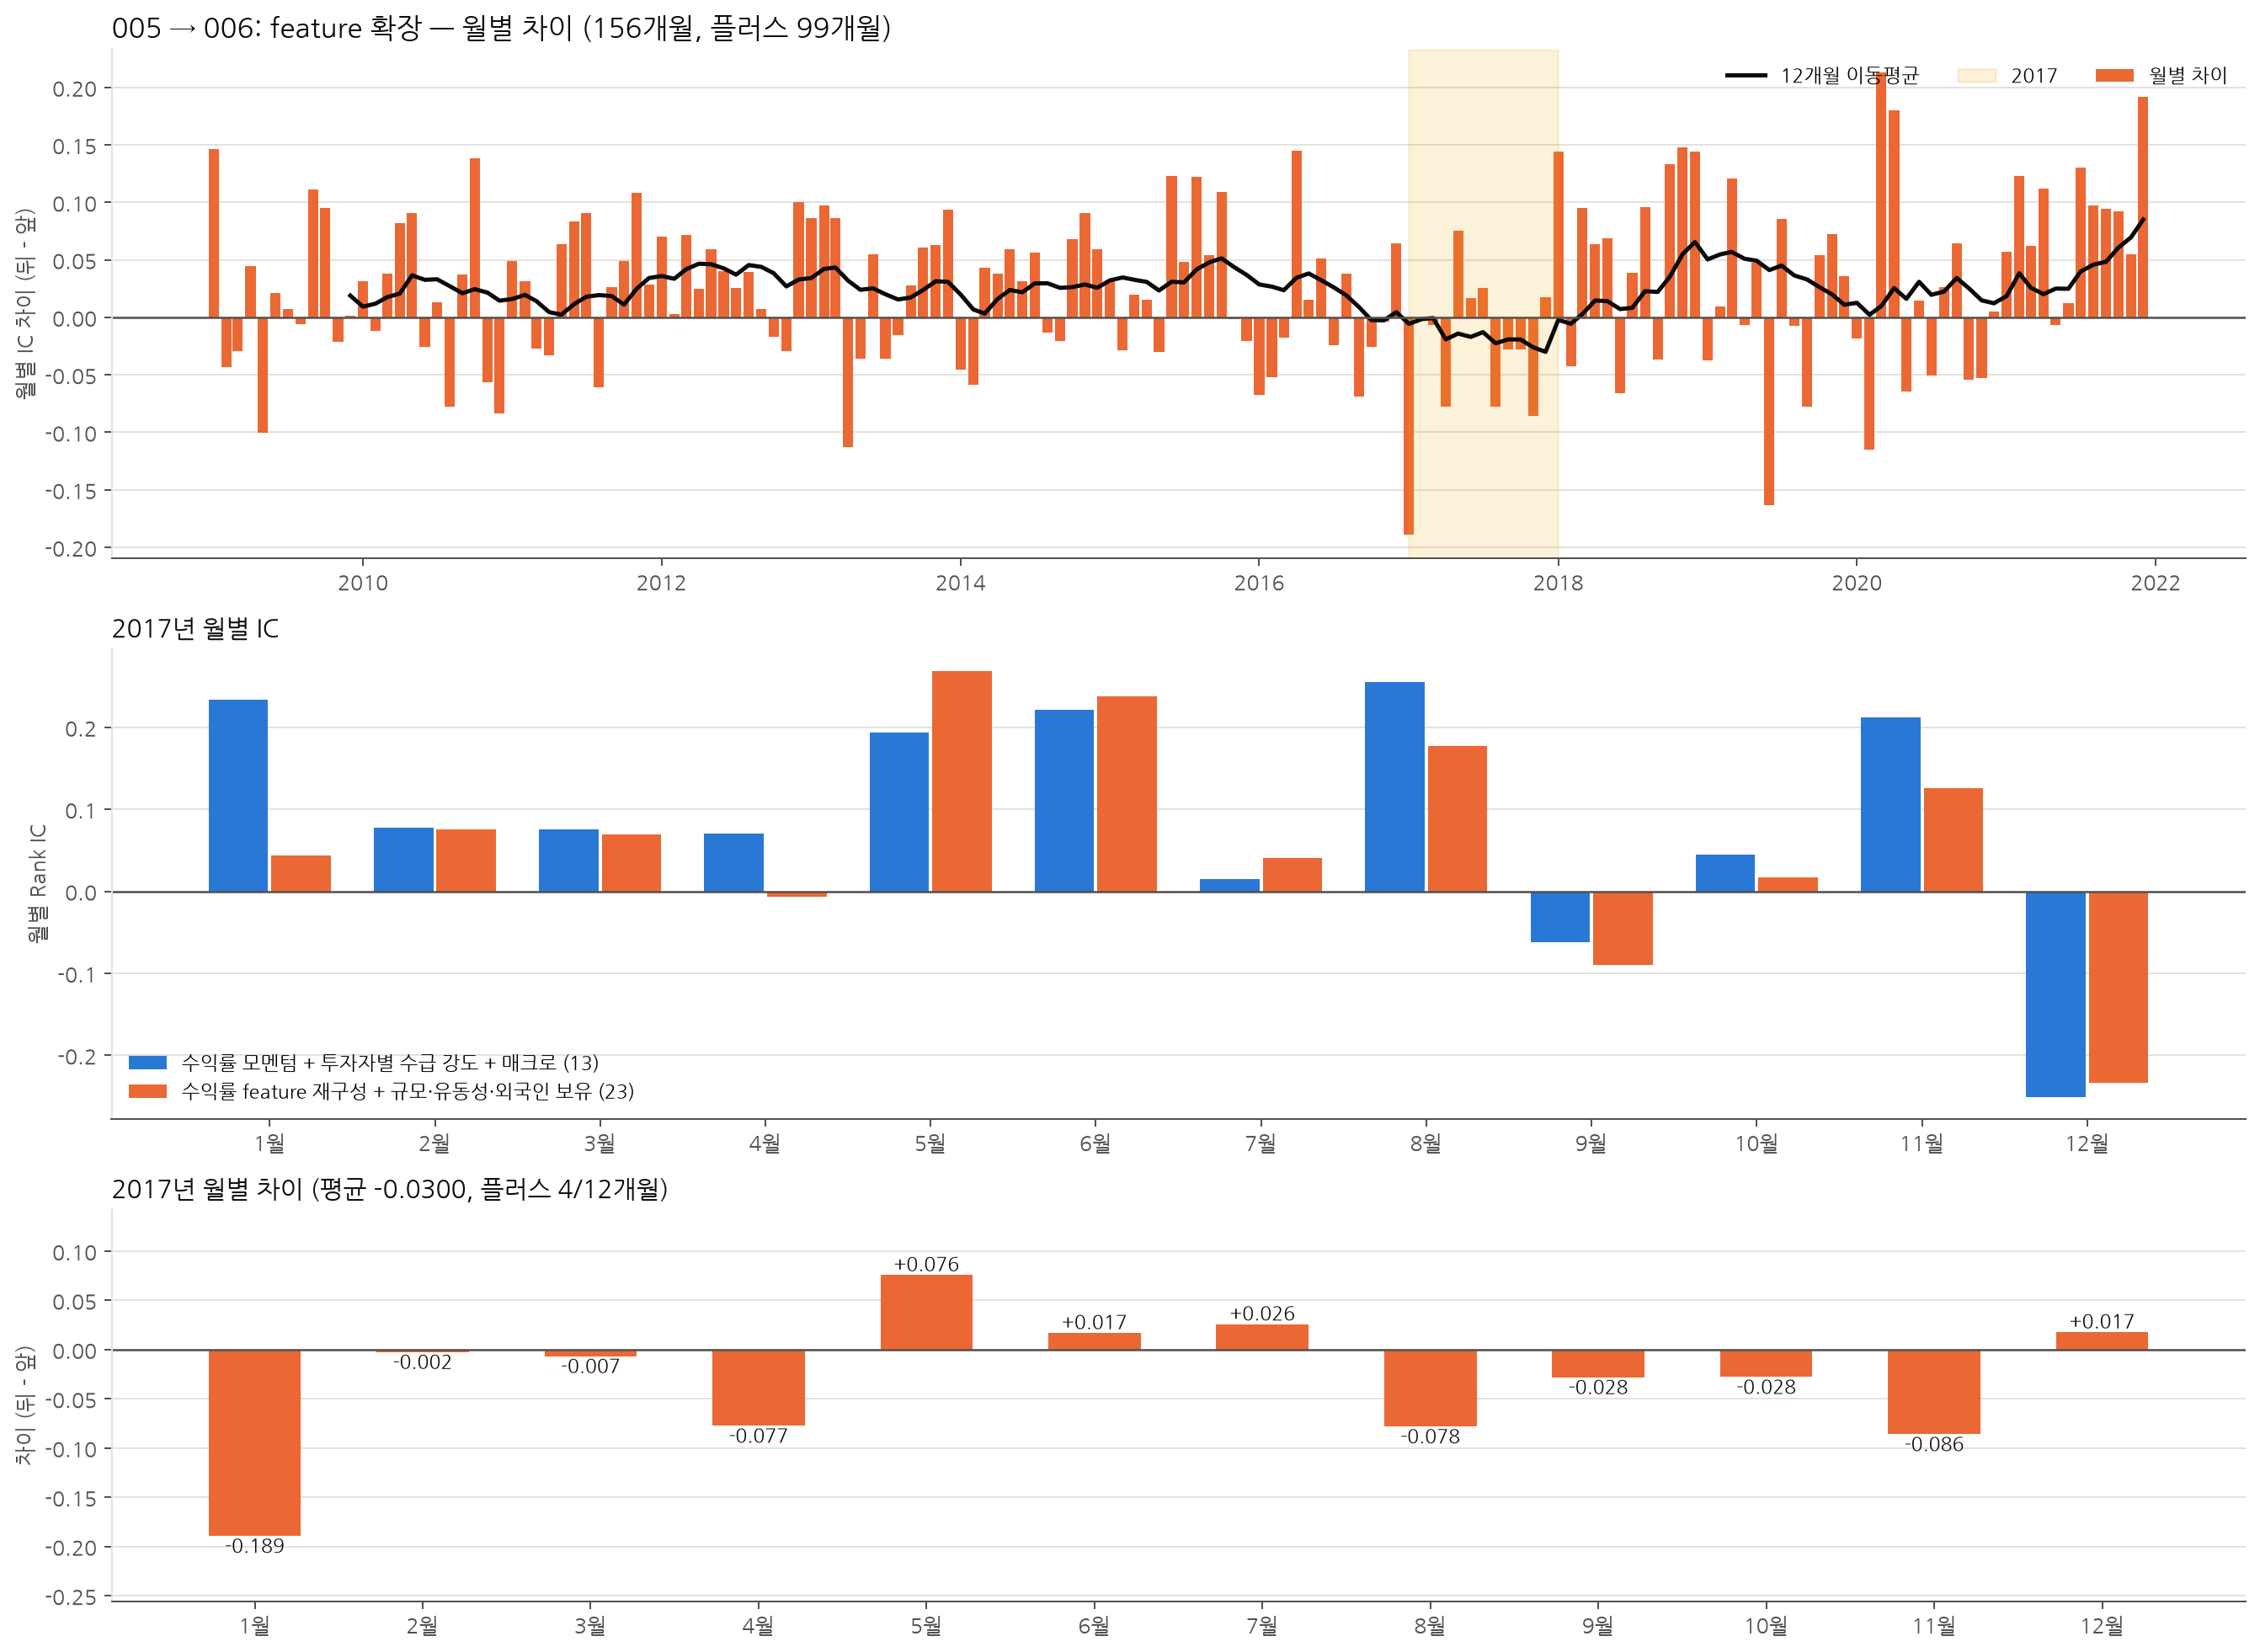 005 → 006: feature 확장 — 월별 차이 (156개월, 플러스 99개월)
12개월 이동평균
2017
월별 차이
월별 IC 차이 (뒤 - 앞)
0.20
0.15
0.10
0.05
0.00
-0.05
-0.10
-0.15
-0.20
2010
2012
2014
2016
2018
2020
2022
2017년 월별 IC
월별 Rank IC
0.2
0.1
0.0
-0.1
-0.2
수익률 모멘텀 + 투자자별 수급 강도 + 매크로 (13)
수익률 feature 재구성 + 규모·유동성·외국인 보유 (23)
1월
2월
3월
4월
5월
6월
7월
8월
9월
10월
11월
12월
2017년 월별 차이 (평균 -0.0300, 플러스 4/12개월)
차이 (뒤 - 앞)
0.10
0.05
0.00
-0.05
-0.10
-0.15
-0.20
-0.25
-0.189
-0.002
-0.007
-0.077
+0.076
+0.017
+0.026
-0.078
-0.028
-0.028
-0.086
+0.017
1월
2월
3월
4월
5월
6월
7월
8월
9월
10월
11월
12월